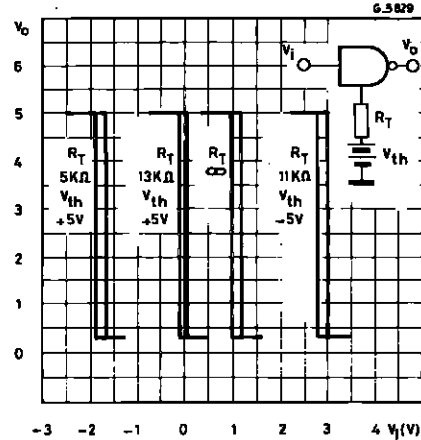 G.5829
Vo
Vi
Vo
RT
Vth
6
5
4
3
2
1
0
RT
5KΩ
Vth
+5V
RT
13KΩ
Vth
+5V
RT
∞
RT
11KΩ
Vth
-5V
-3 -2 -1 0 1 2 3 4 Vi(V)